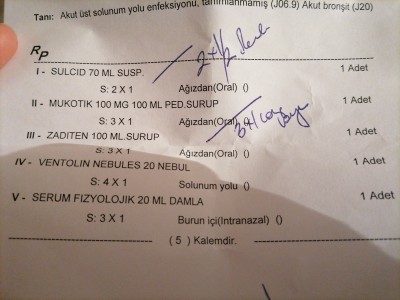 Tanı: Akut üst solunum yolu enfeksiyonu, tanımlanmamış (J06.9) Akut bronşit (J20)
Rp
I - SULCID 70 ML SUSP. 1 Adet
S: 2 X 1 Ağızdan(Oral) ()
II - MUKOTIK 100 MG 100 ML PED.SURUP 1 Adet
S: 3 X 1 Ağızdan(Oral) ()
III - ZADITEN 100 ML.SURUP 1 Adet
S: 3 X 1 Ağızdan(Oral) ()
IV - VENTOLIN NEBULES 20 NEBUL 1 Adet
S: 4 X 1 Solunum yolu ()
V - SERUM FIZYOLOJIK 20 ML DAMLA 1 Adet
S: 3 X 1 Burun içi(Intranazal) ()
( 5 ) Kalemdir.